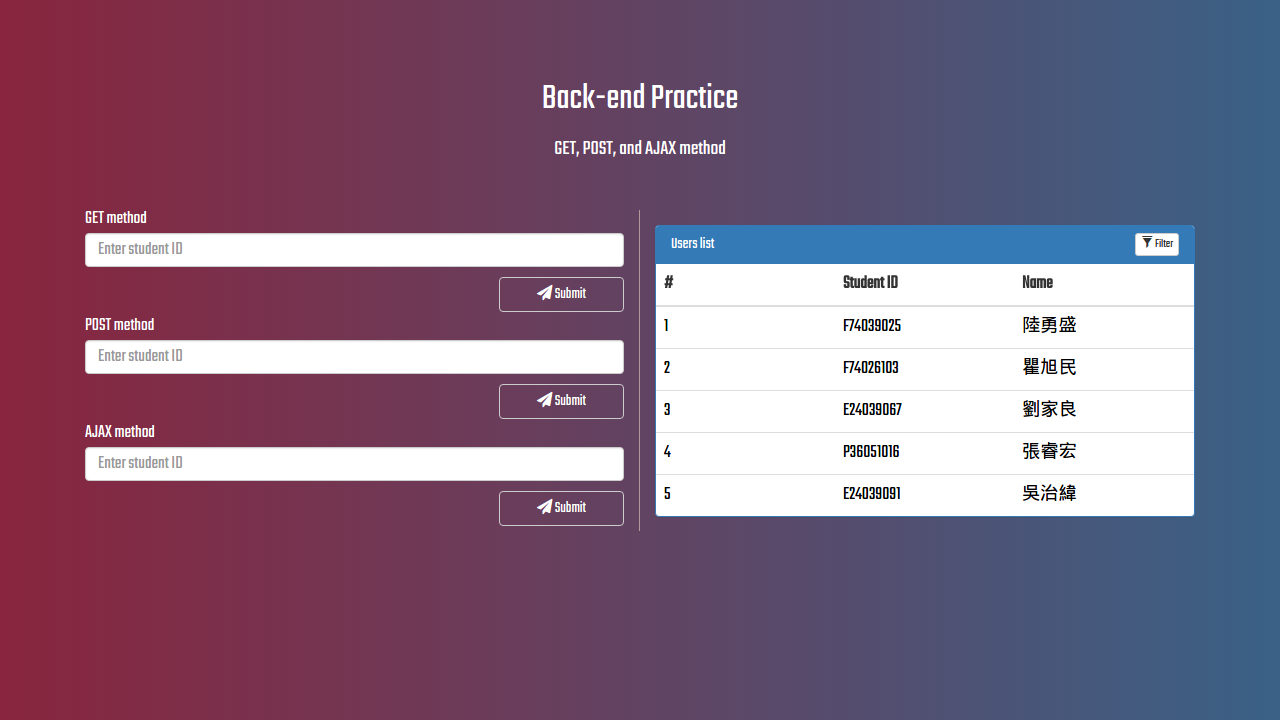 Back-end Practice
GET, POST, and AJAX method
GET method
Enter student ID
Submit
POST method
Enter student ID
Submit
AJAX method
Enter student ID
Submit
Users list
Filter
# Student ID Name
1 F74039025 陸勇盛
2 F74026103 瞿旭民
3 E24039067 劉家良
4 P36051016 張睿宏
5 E24039091 吳治緯